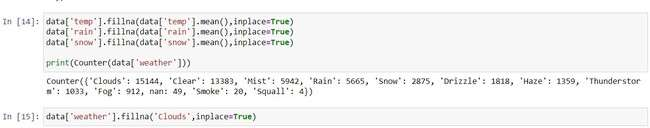 In [14]: data['temp'].fillna(data['temp'].mean(),inplace=True)
data['rain'].fillna(data['rain'].mean(),inplace=True)
data['snow'].fillna(data['snow'].mean(),inplace=True)
print(Counter(data['weather']))
Counter({'Clouds': 15144, 'Clear': 13383, 'Mist': 5942, 'Rain': 5665, 'Snow': 2875, 'Drizzle': 1818, 'Haze': 1359, 'Thunderstor
m': 1033, 'Fog': 912, nan: 49, 'Smoke': 20, 'Squall': 4})
In [15]: data['weather'].fillna('Clouds',inplace=True)